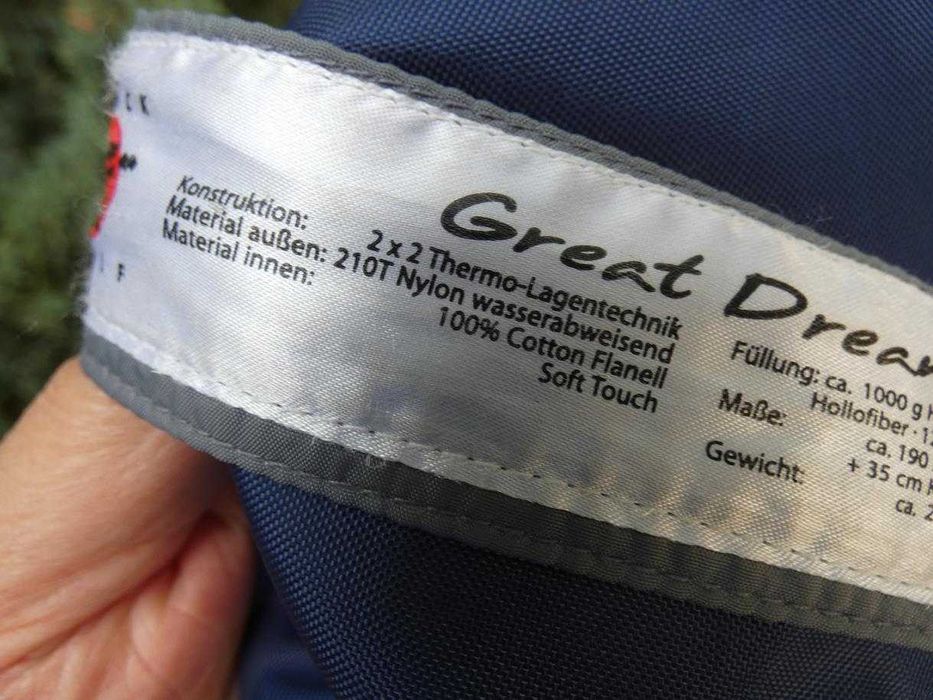 Great
Konstruktion: 2 x 2 Thermo-Lagentechnik
Material außen: 210T Nylon wasserabweisend
Material innen: 100% Cotton Flanell
Soft Touch
Füllung: ca. 1000 g
Hollofiber ·
Maße: ca. 190
+ 35 cm
Gewicht: ca.